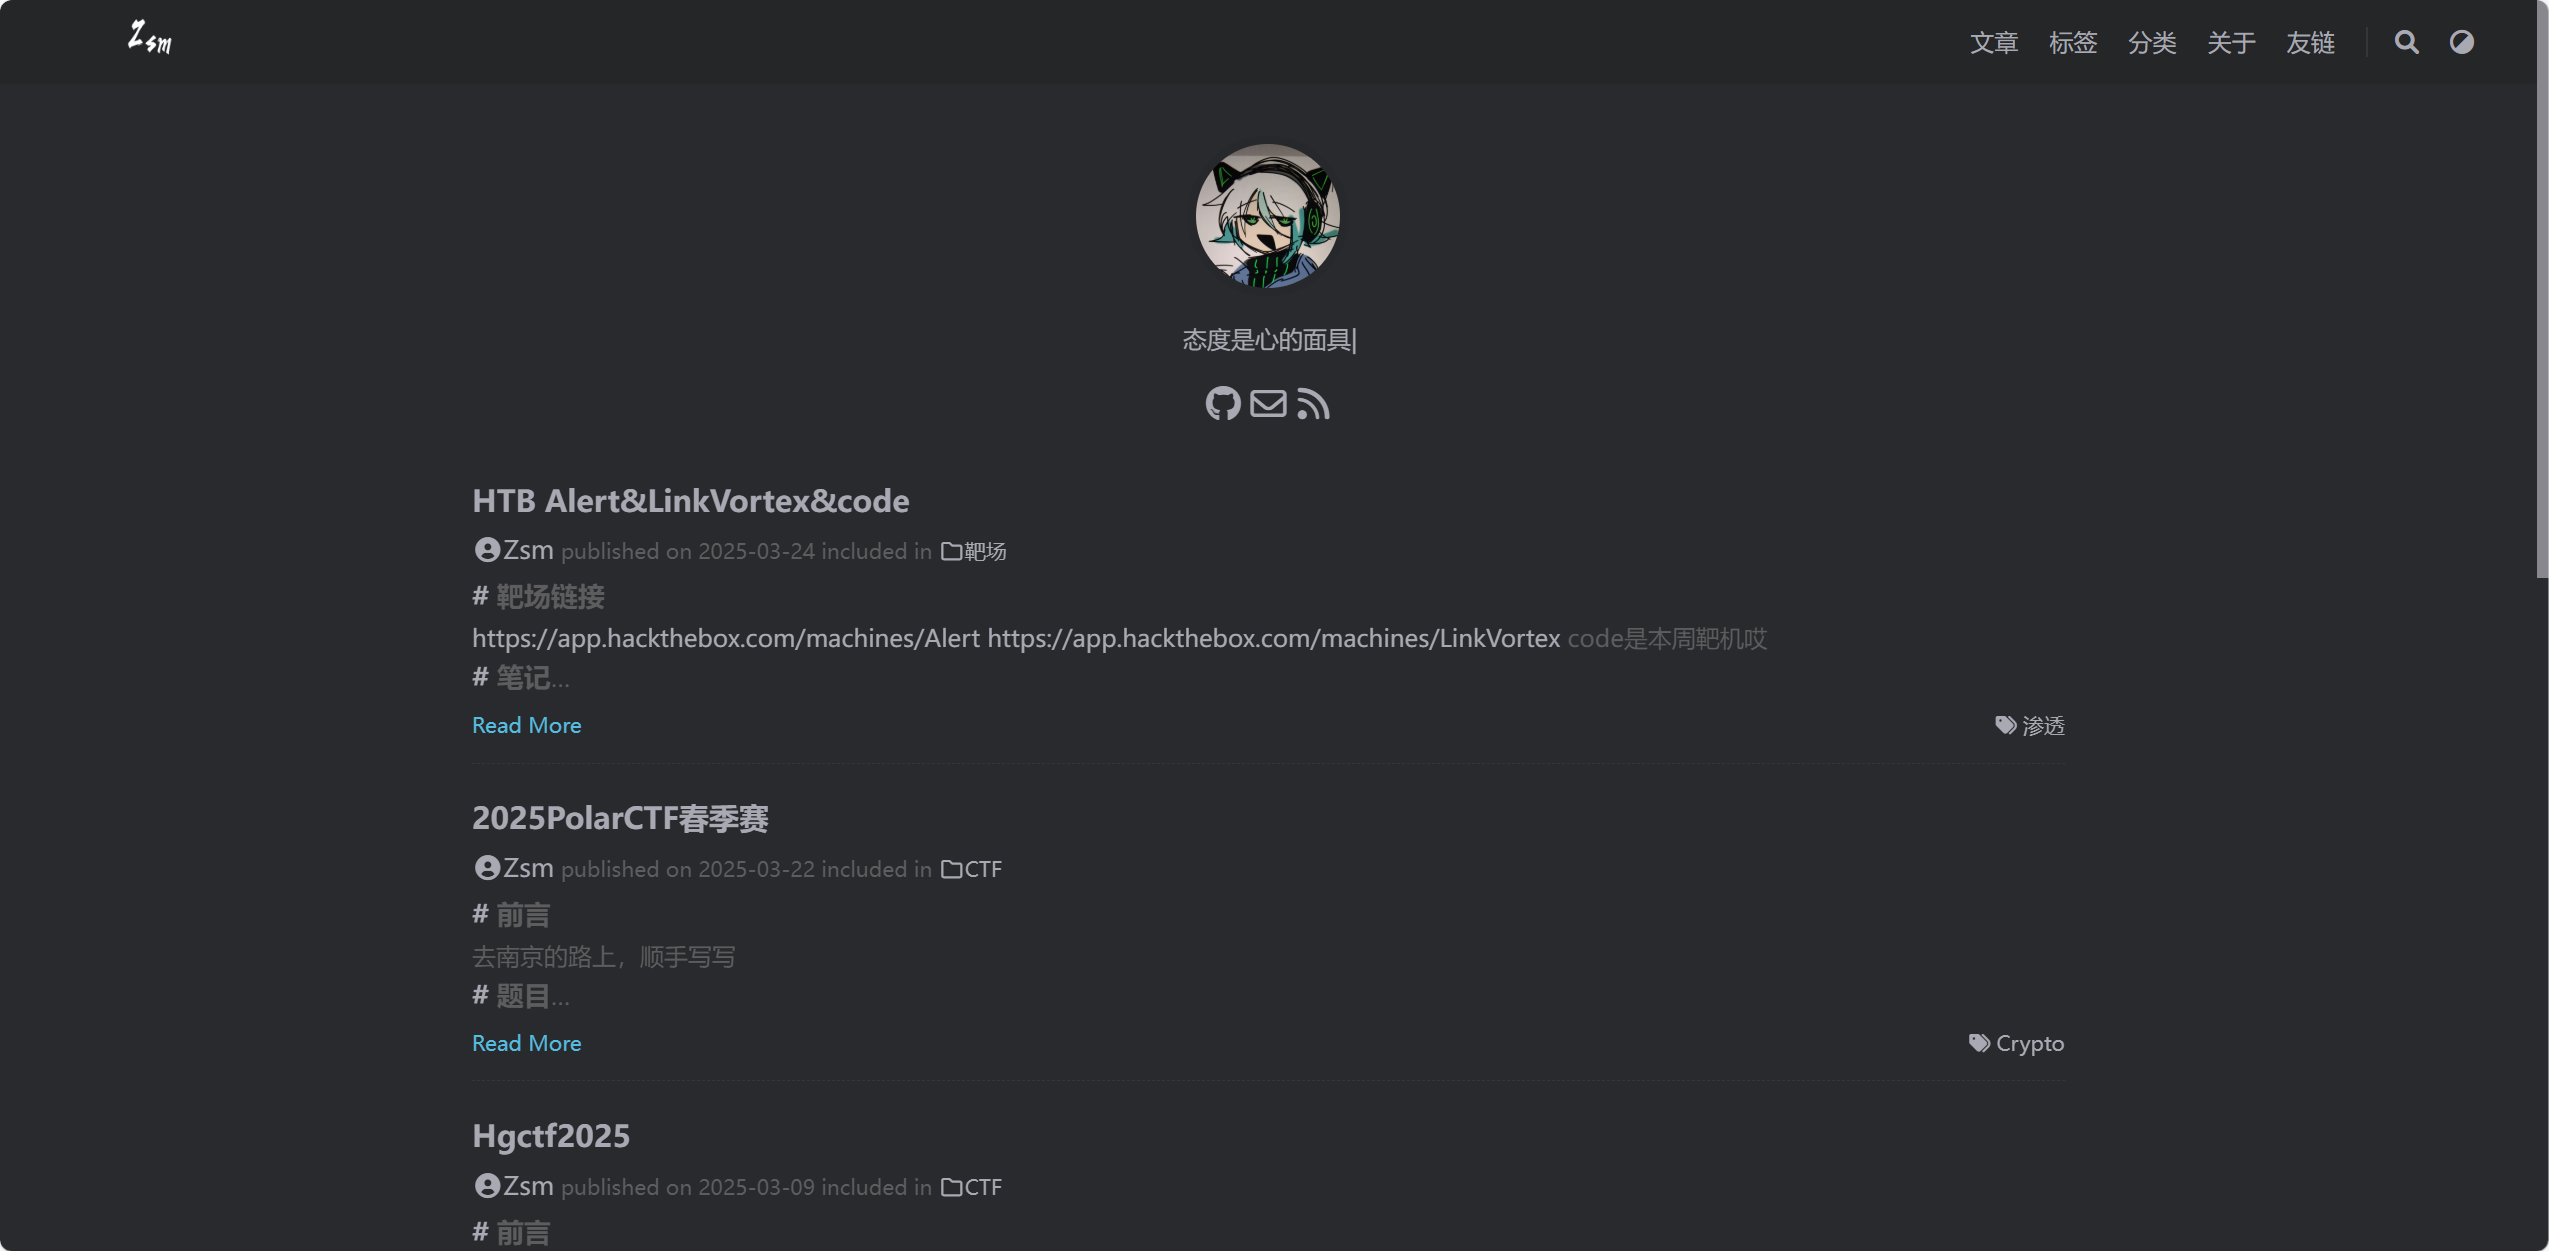 Zsm
文章 标签 分类 关于 友链
态度是心的面具|
HTB Alert&LinkVortex&code
Zsm published on 2025-03-24 included in 靶场
# 靶场链接
https://app.hackthebox.com/machines/Alert https://app.hackthebox.com/machines/LinkVortex code是本周靶机哎
# 笔记...
Read More 渗透
2025PolarCTF春季赛
Zsm published on 2025-03-22 included in CTF
# 前言
去南京的路上，顺手写写
# 题目...
Read More Crypto
Hgctf2025
Zsm published on 2025-03-09 included in CTF
# 前言